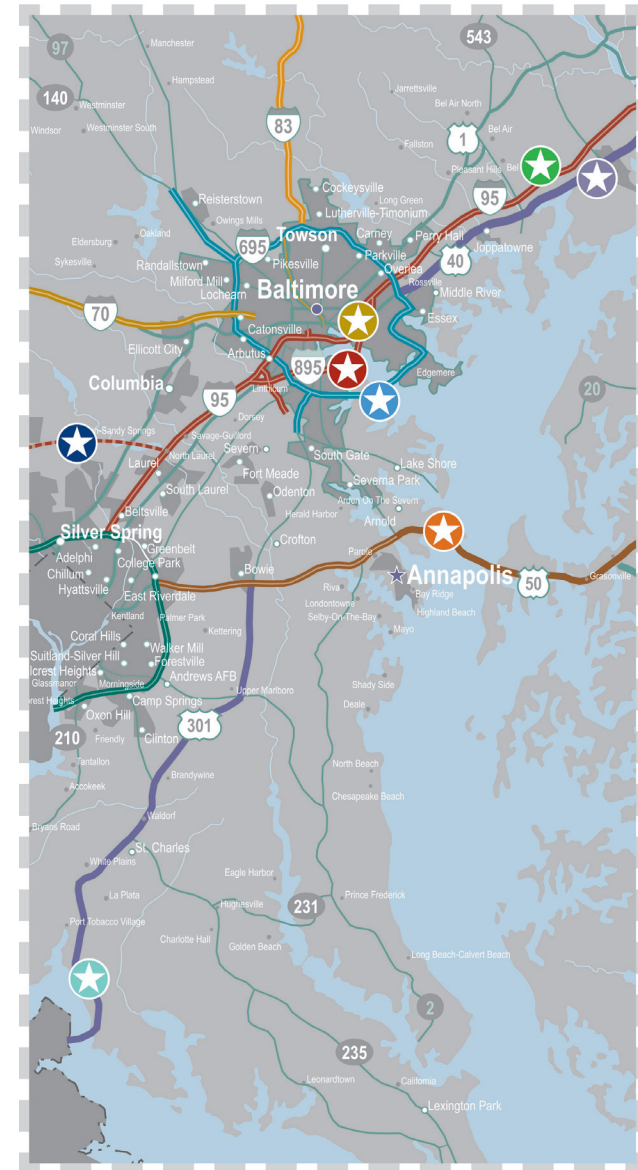 97
Manchester
543
Hampstead
140
Jarrettsville
Westminster
Bel Air North
Windsor
Westminster South
83
1
Bel Air
Fallston
Pleasant Hills
Bel
Cockeysville
95
Reisterstown
Long Green
Lutherville-Timonium
Owings Mills
Oakland
Eldersburg
695
Towson
Carney
Perry Hall
Joppatowne
Sykesville
Randallstown
Pikesville
Parkville
40
Milford Mill
Overlea
Rossville
Lochearn
Baltimore
Middle River
70
Essex
Catonsville
Ellicott City
Arbutus
895
Edgemere
Columbia
Linthicum
20
95
Dorsey
n-Sandy Springs
Savage-Guilford
Severn
South Gate
North Laurel
Laurel
Fort Meade
Lake Shore
South Laurel
Odenton
Severna Park
Arden On The Severn
Beltsville
Herald Harbor
Arnold
Silver Spring
Crofton
Greenbelt
Adelphi
College Park
Parole
Chillum
Bowie
Annapolis
50
Grasonville
Hyattsville
East Riverdale
Riva
Bay Ridge
Londontowne
Highland Beach
Kentland
Palmer Park
Selby-On-The-Bay
Coral Hills
Kettering
Mayo
Walker Mill
Suitland-Silver Hill
Forestville
llcrest Heights
Andrews AFB
Glassmanor
Morningside
Shady Side
Upper Marlboro
rest Heights
Camp Springs
Deale
Oxon Hill
301
210
Friendly
Clinton
Tantallon
North Beach
Brandywine
Accokeek
Chesapeake Beach
Waldorf
Bryans Road
St. Charles
White Plains
Eagle Harbor
La Plata
Hughesville
231
Prince Frederick
Port Tobacco Village
Charlotte Hall
Golden Beach
Long Beach-Calvert Beach
2
235
Leonardtown
California
Lexington Park